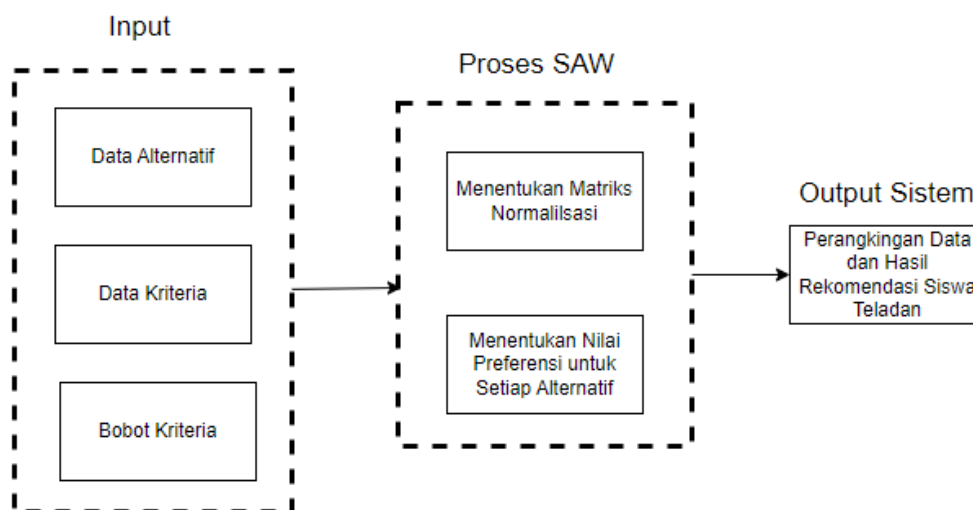 Input
Data Alternatif
Data Kriteria
Bobot Kriteria
Proses SAW
Menentukan Matriks
Normalilsasi
Menentukan Nilai
Preferensi untuk
Setiap Alternatif
Output Sistem
Perangkingan Data
dan Hasil
Rekomendasi Siswa
Teladan